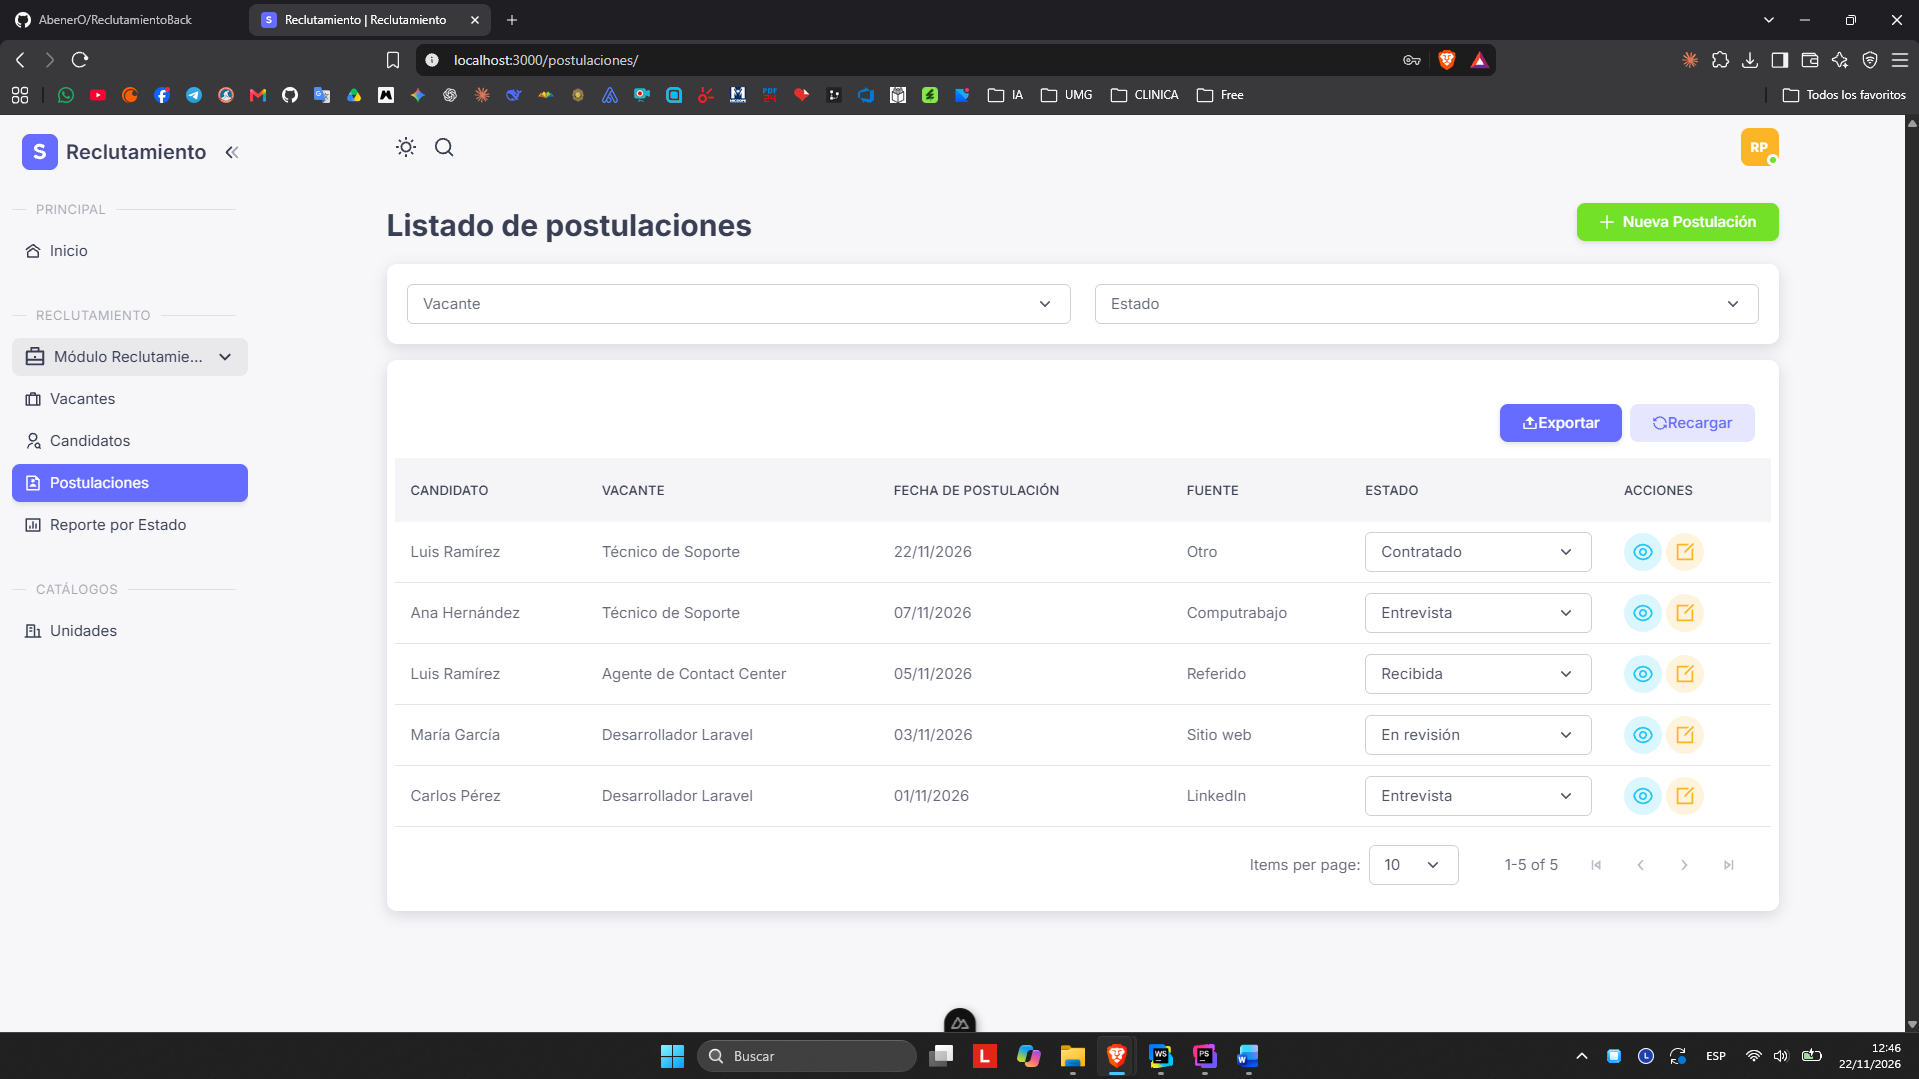 AbenerO/ReclutamientoBack
Reclutamiento | Reclutamiento
localhost:3000/postulaciones/
IA
UMG
CLINICA
Free
Todos los favoritos
S Reclutamiento
RP
PRINCIPAL
Inicio
RECLUTAMIENTO
Módulo Reclutamie...
Vacantes
Candidatos
Postulaciones
Reporte por Estado
CATÁLOGOS
Unidades
Listado de postulaciones
Nueva Postulación
Vacante Estado
Exportar Recargar
CANDIDATO VACANTE FECHA DE POSTULACIÓN FUENTE ESTADO ACCIONES
Luis Ramírez Técnico de Soporte 22/11/2026 Otro Contratado
Ana Hernández Técnico de Soporte 07/11/2026 Computrabajo Entrevista
Luis Ramírez Agente de Contact Center 05/11/2026 Referido Recibida
María García Desarrollador Laravel 03/11/2026 Sitio web En revisión
Carlos Pérez Desarrollador Laravel 01/11/2026 LinkedIn Entrevista
Items per page: 10 1-5 of 5
Buscar
ESP
12:46
22/11/2026